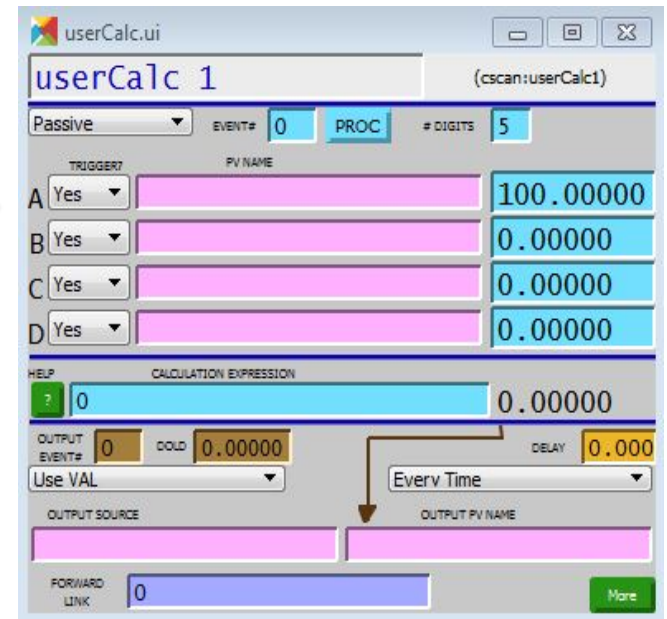 userCalc.ui
userCalc 1 (cscan:userCalc1)
Passive EVENT# 0 PROC # DIGITS 5
TRIGGER? PV NAME
A Yes 100.00000
B Yes 0.00000
C Yes 0.00000
D Yes 0.00000
HELP CALCULATION EXPRESSION
? 0 0.00000
OUTPUT EVENT# 0 DOLD 0.00000 DELAY 0.000
Use VAL Every Time
OUTPUT SOURCE OUTPUT PV NAME
FORWARD LINK 0 More